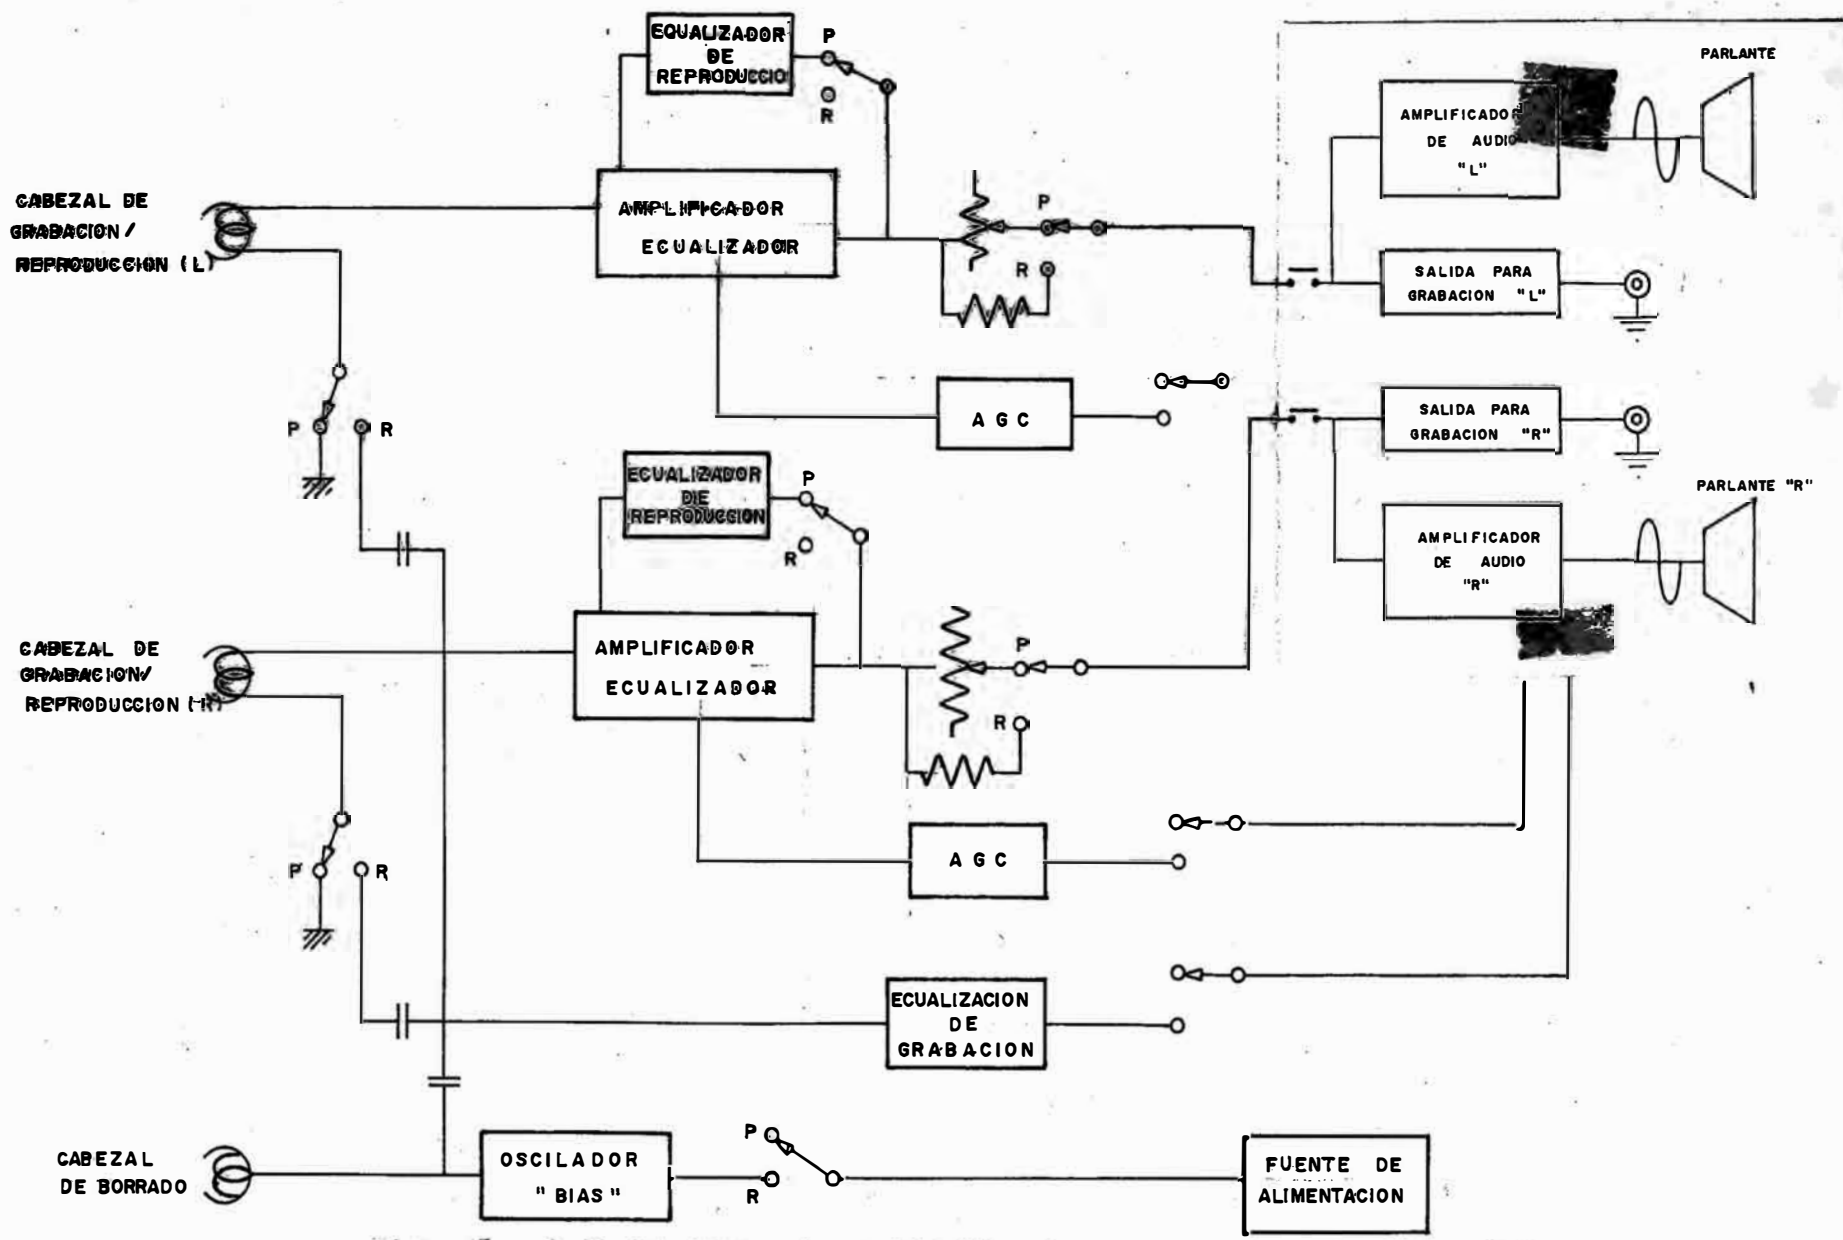 EQUALIZADOR
DE
REPRODUCCIO
P
R
PARLANTE
AMPLIFICADOR
DE AUDIO
"L"
CABEZAL DE
GRABACION/
REPRODUCCION (L)
AMPLIFICADOR
ECUALIZADOR
P
R
SALIDA PARA
GRABACION "L"
P
R
AGC
SALIDA PARA
GRABACION "R"
ECUALIZADOR
DE
REPRODUCCION
P
R
PARLANTE "R"
AMPLIFICADOR
DE AUDIO
"R"
CABEZAL DE
GRABACION/
REPRODUCCION (R)
AMPLIFICADOR
ECUALIZADOR
P
R
P
R
AGC
ECUALIZACION
DE
GRABACION
CABEZAL
DE BORRADO
OSCILADOR
"BIAS"
P
R
FUENTE DE
ALIMENTACION